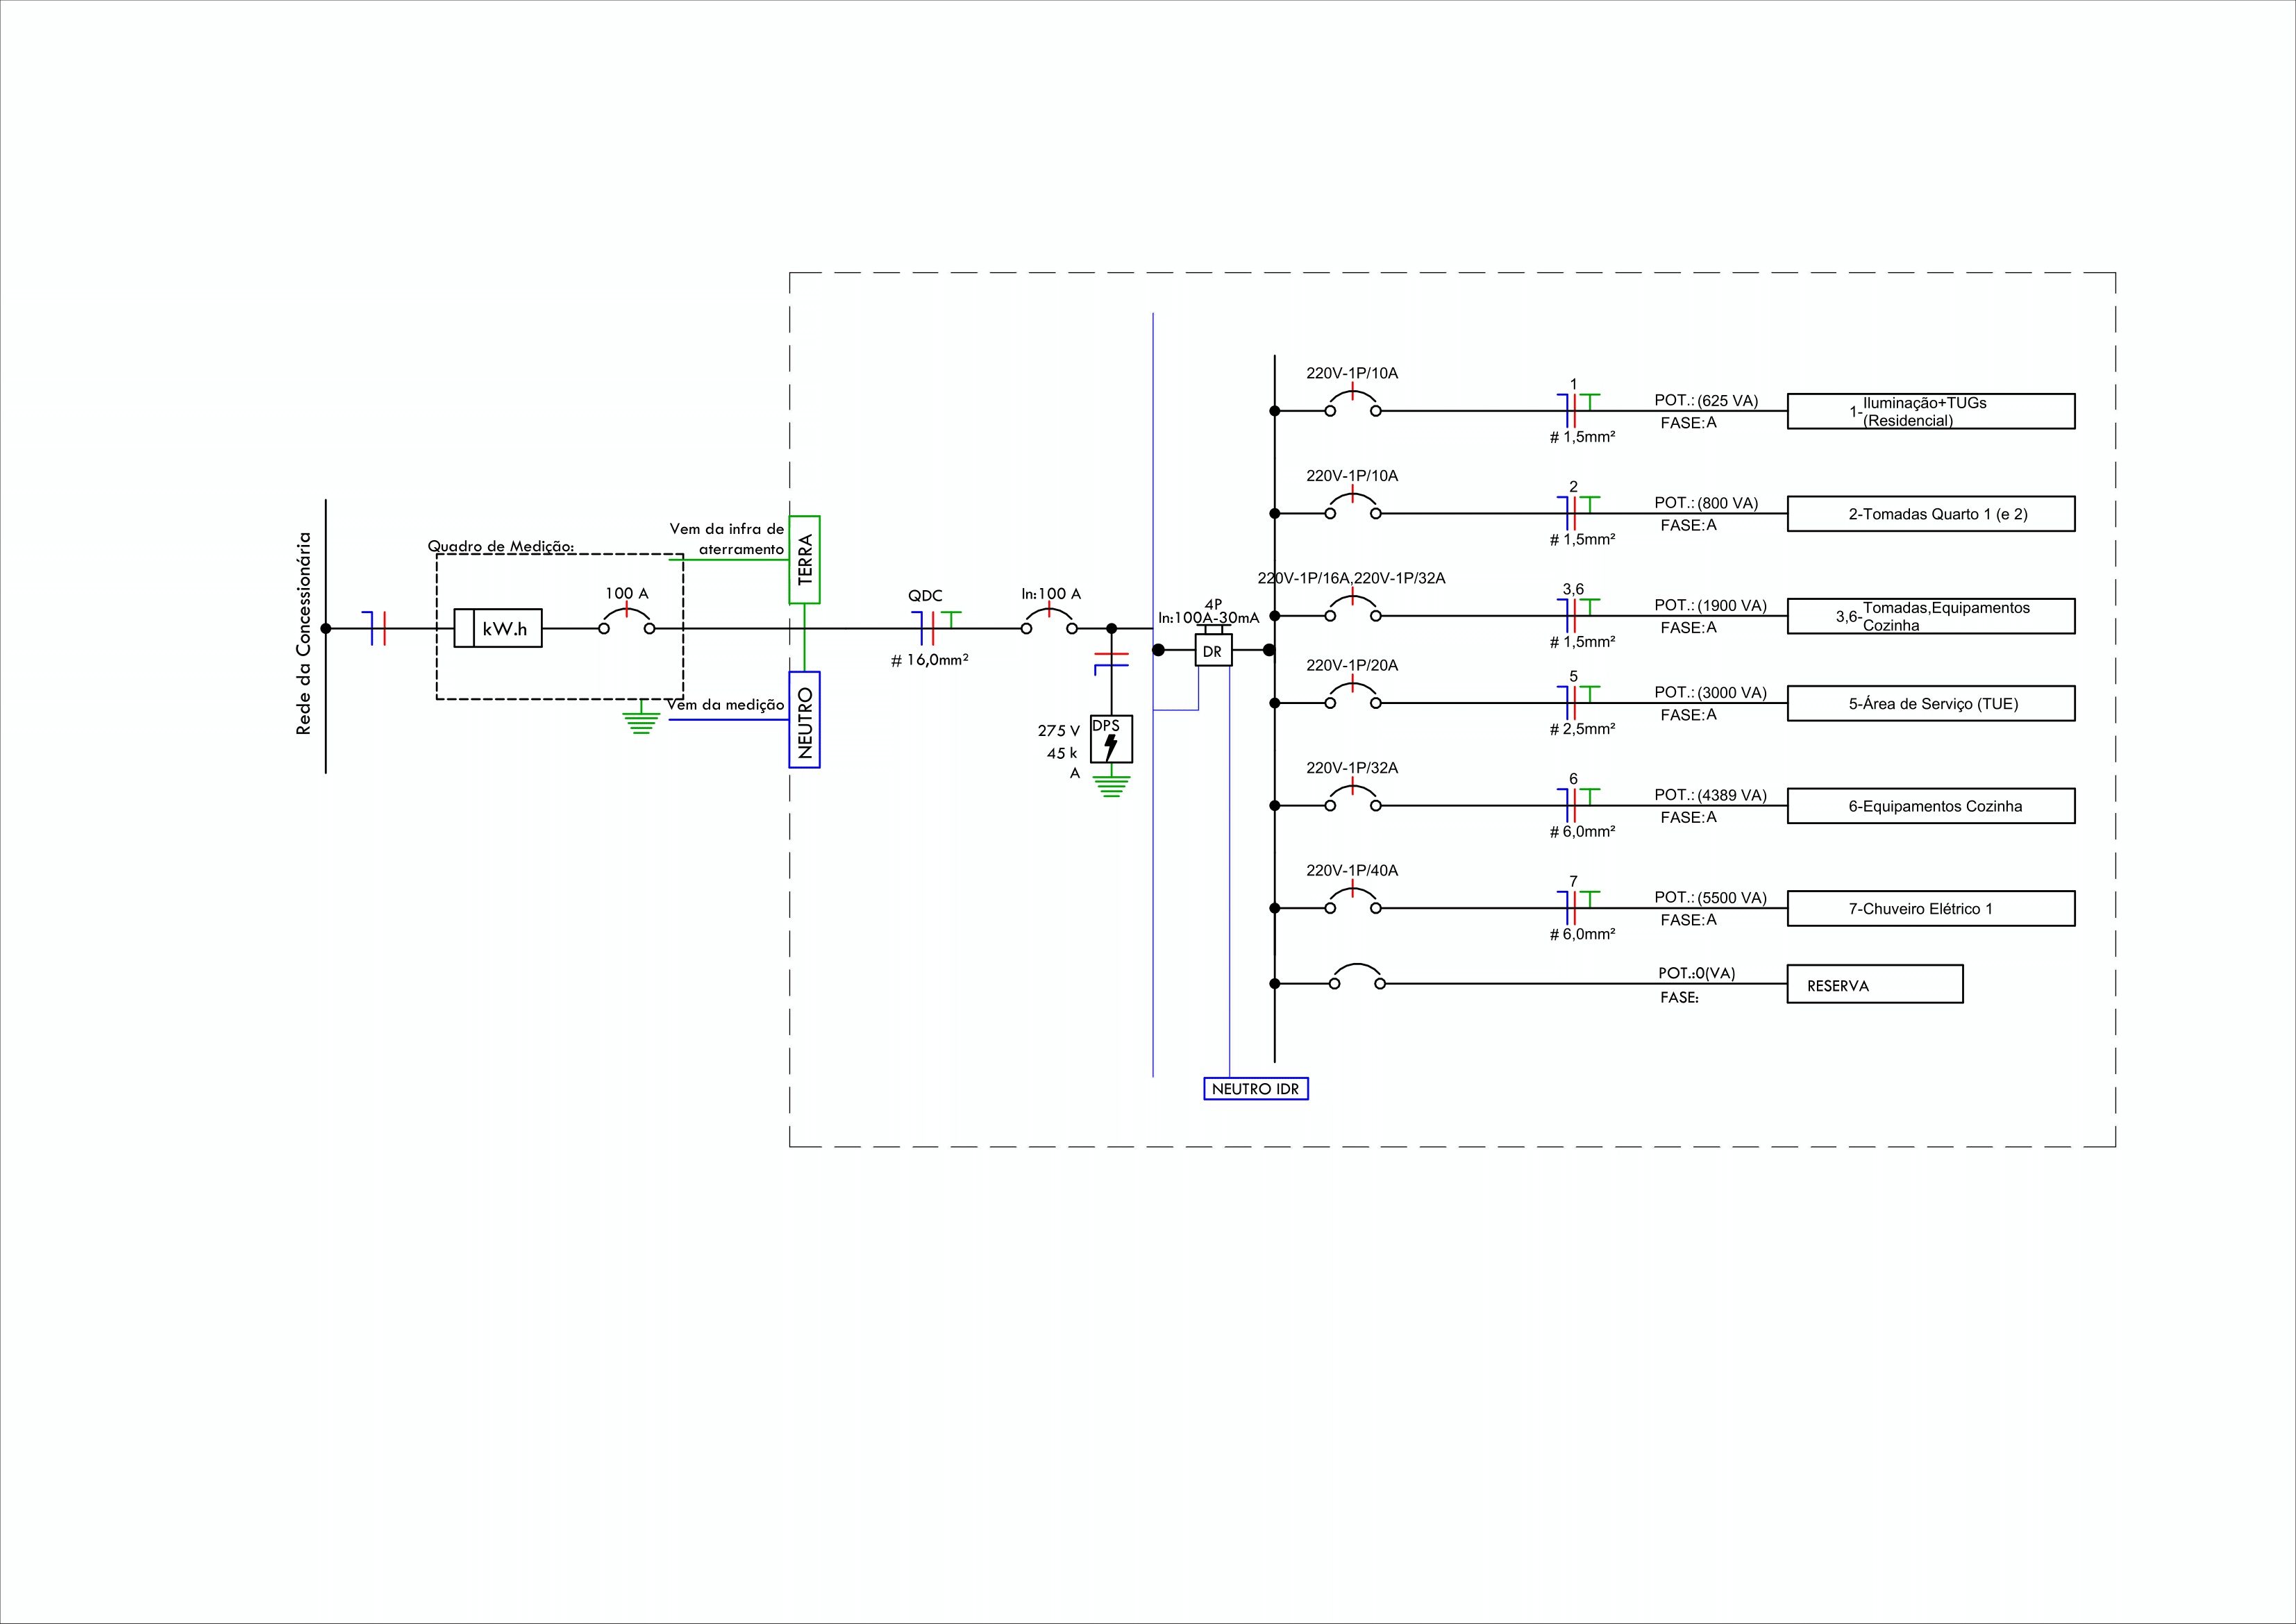 Rede da Concessionária
Quadro de Medição:
kW.h
100 A
Vem da infra de
aterramento
TERRA
Vem da medição
NEUTRO
QDC
# 16,0mm²
In:100 A
275 V
45 k
A
DPS
4P
In:100A-30mA
DR
NEUTRO IDR
220V-1P/10A
1
# 1,5mm²
POT.: (625 VA)
FASE:A
1-Iluminação+TUGs
(Residencial)
220V-1P/10A
2
# 1,5mm²
POT.: (800 VA)
FASE:A
2-Tomadas Quarto 1 (e 2)
220V-1P/16A,220V-1P/32A
3,6
# 1,5mm²
POT.: (1900 VA)
FASE:A
3,6-Tomadas,Equipamentos
Cozinha
220V-1P/20A
5
# 2,5mm²
POT.: (3000 VA)
FASE:A
5-Área de Serviço (TUE)
220V-1P/32A
6
# 6,0mm²
POT.: (4389 VA)
FASE:A
6-Equipamentos Cozinha
220V-1P/40A
7
# 6,0mm²
POT.: (5500 VA)
FASE:A
7-Chuveiro Elétrico 1
POT.:0(VA)
FASE:
RESERVA